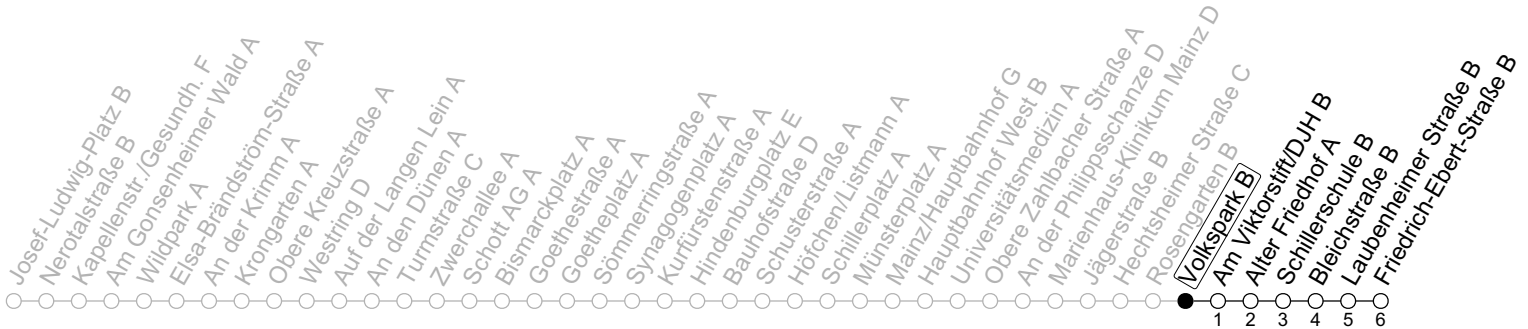 Josef-Ludwig-Platz B
Nerotalstraße B
Kapellenstr./Gesundh. F
Am Gonsenheimer Wald A
Wildpark A
Elsa-Brändström-Straße A
An der Krimm A
Krongarten A
Obere Kreuzstraße A
Westring D
Auf der Langen Lein A
An den Dünen A
Turmstraße C
Zwerchallee A
Schott AG A
Bismarckplatz A
Goethestraße A
Goetheplatz A
Sömmerringstraße A
Synagogenplatz A
Kurfürstenstraße A
Hindenburgplatz E
Bauhofstraße D
Schusterstraße A
Höfchen/Listmann A
Schillerplatz A
Münsterplatz A
Mainz/Hauptbahnhof G
Hauptbahnhof West B
Universitätsmedizin A
Obere Zahlbacher Straße A
An der Philippsschanze D
Marienhaus-Klinikum Mainz D
Jägerstraße B
Hechtsheimer Straße C
Rosengarten B
Volkspark B
Am Viktorstift/DJH B
Alter Friedhof A
Schillerschule B
Bleichstraße B
Laubenheimer Straße B
Friedrich-Ebert-Straße B
1 2 3 4 5 6